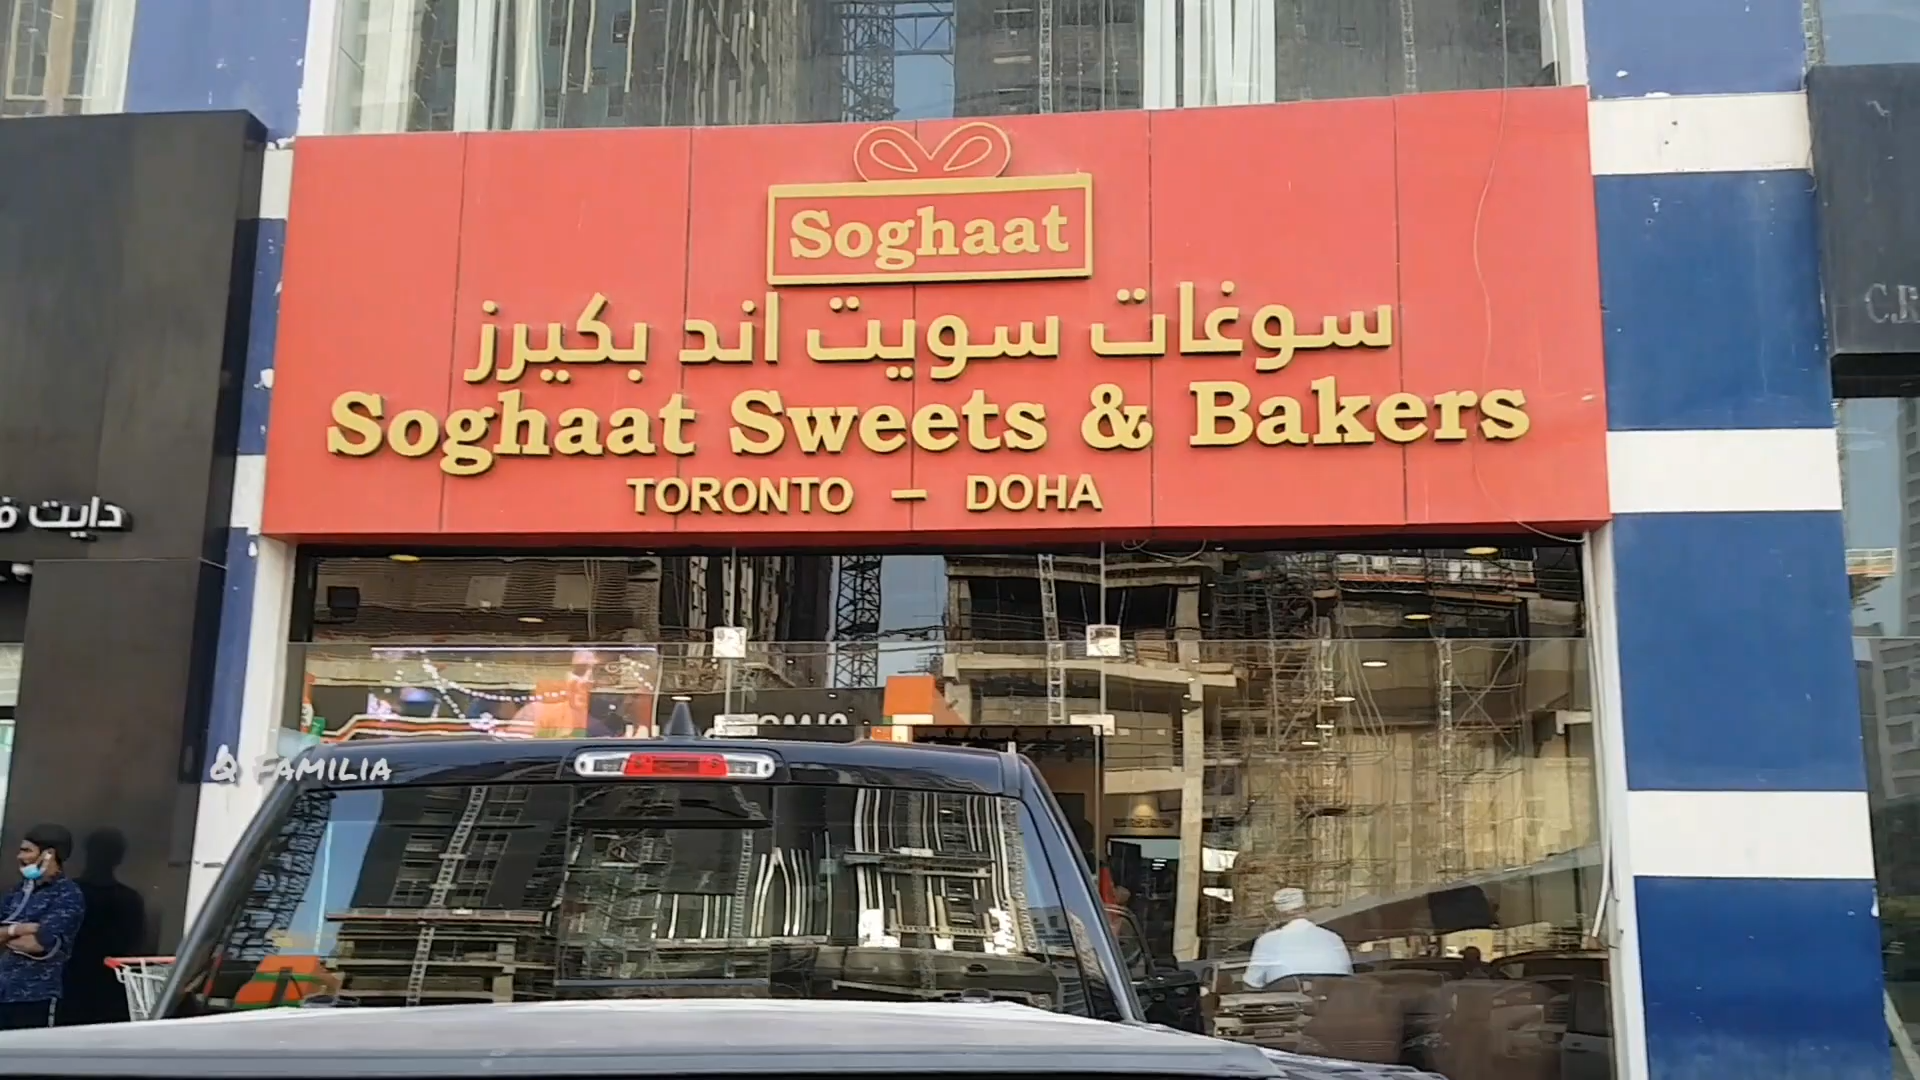 Soghaat
سوغات سويت اند بكيرز
Soghaat Sweets & Bakers
TORONTO – DOHA
دايت
Q FAMILIA